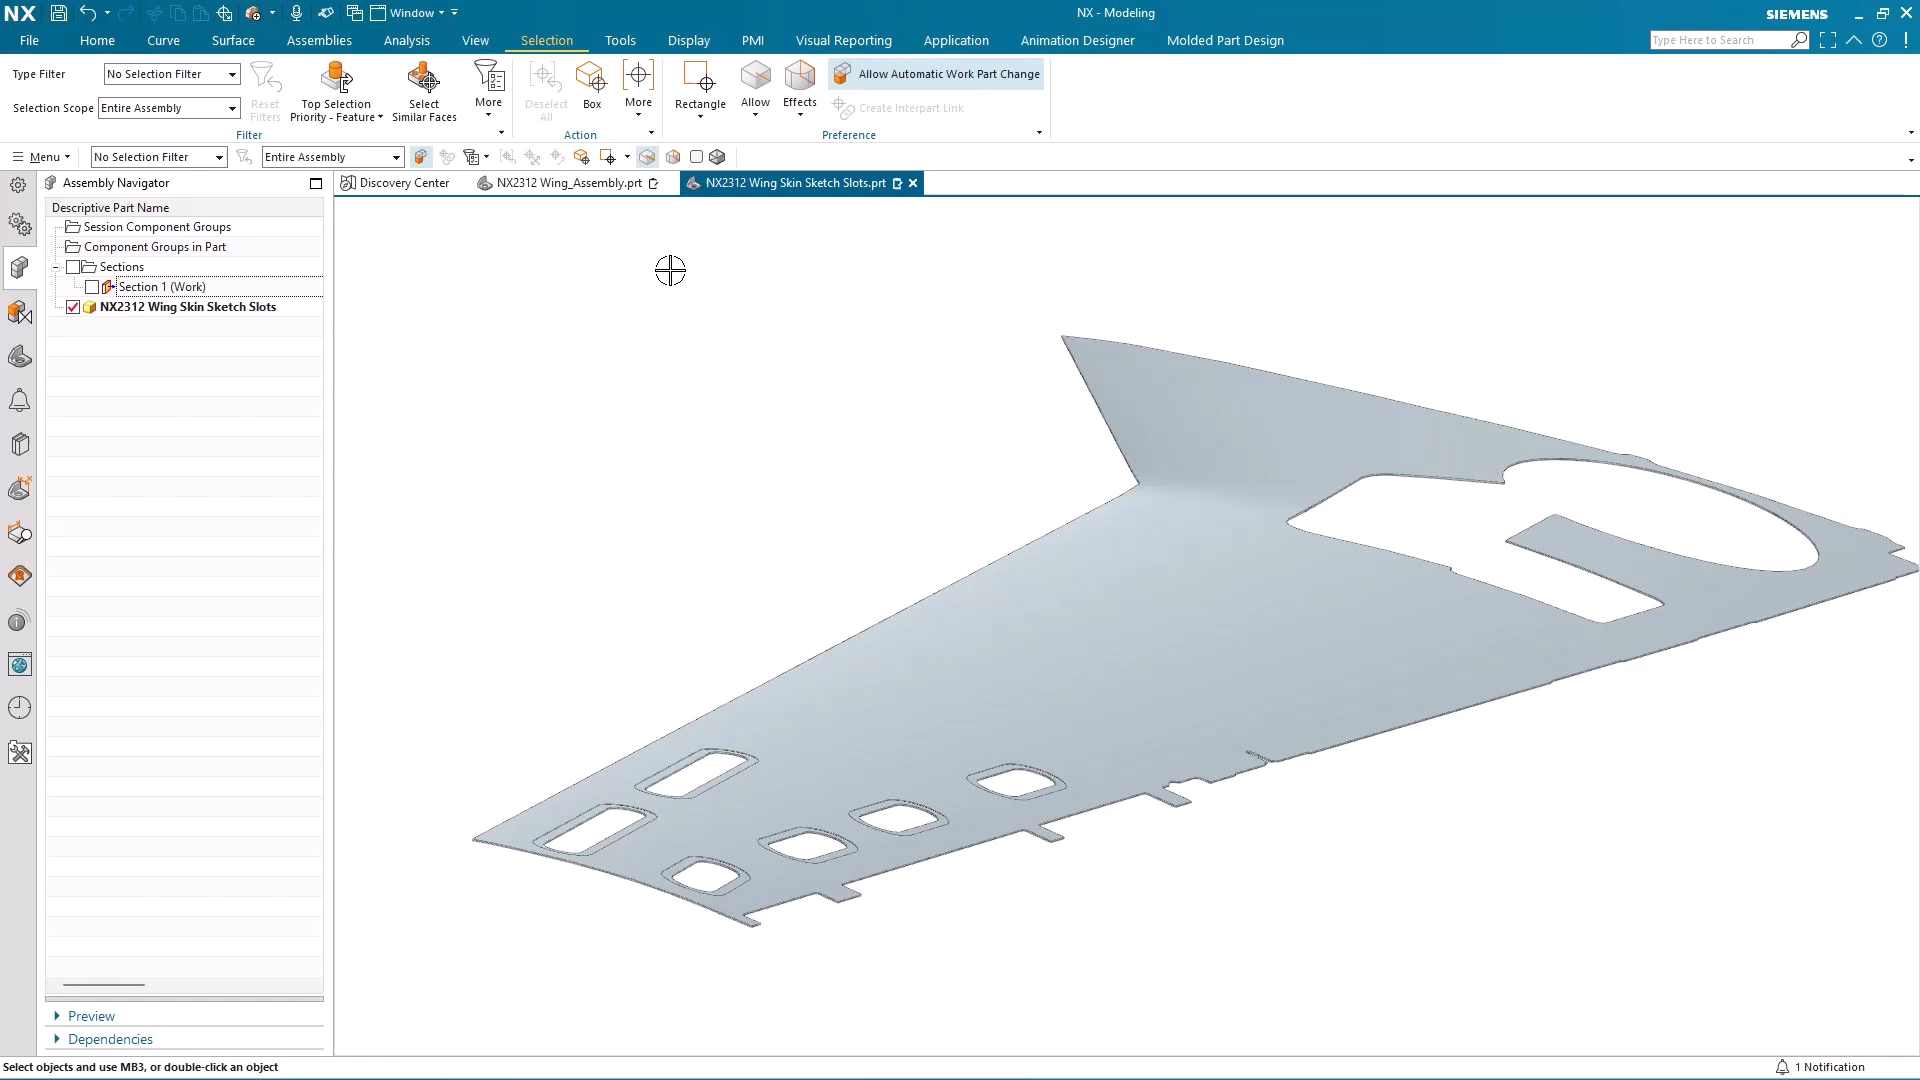 NX Window NX - Modeling SIEMENS
File Home Curve Surface Assemblies Analysis View Selection Tools Display PMI Visual Reporting Application Animation Designer Molded Part Design Type Here to Search
Type Filter No Selection Filter
Selection Scope Entire Assembly
Reset
Filters
Top Selection
Priority - Feature
Select
Similar Faces
More
Filter
Deselect
All
Box
More
Action
Rectangle
Allow
Effects
Allow Automatic Work Part Change
Create Interpart Link
Preference
Menu No Selection Filter Entire Assembly
Assembly Navigator
Discovery Center NX2312 Wing_Assembly.prt NX2312 Wing Skin Sketch Slots.prt
Descriptive Part Name
Session Component Groups
Component Groups in Part
Sections
Section 1 (Work)
NX2312 Wing Skin Sketch Slots
Preview
Dependencies
Select objects and use MB3, or double-click an object 1 Notification